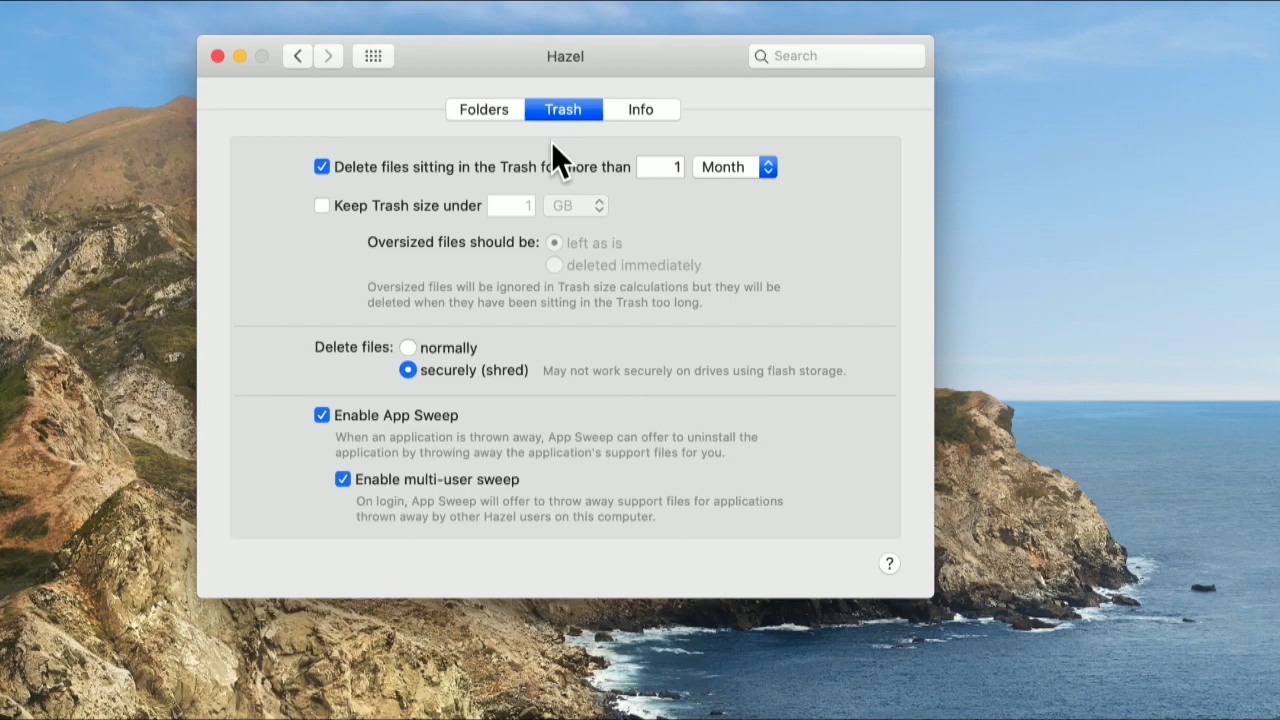 Hazel
Search
Folders Trash Info
Delete files sitting in the Trash more than 1 Month
Keep Trash size under 1 GB
Oversized files should be: left as is
deleted immediately
Oversized files will be ignored in Trash size calculations but they will be
deleted when they have been sitting in the Trash too long.
Delete files: normally
securely (shred) May not work securely on drives using flash storage.
Enable App Sweep
When an application is thrown away, App Sweep can offer to uninstall the
application by throwing away the application's support files for you.
Enable multi-user sweep
On login, App Sweep will offer to throw away support files for applications
thrown away by other Hazel users on this computer.
?